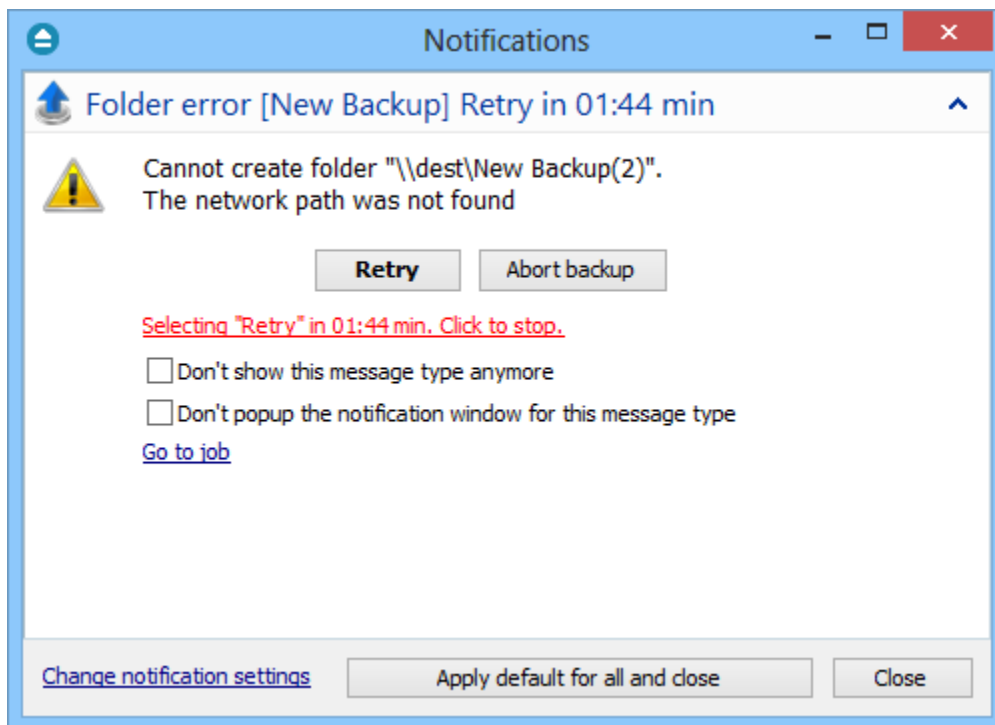 Notifications
Folder error [New Backup] Retry in 01:44 min
Cannot create folder "\\dest\New Backup(2)".
The network path was not found
Retry Abort backup
Selecting "Retry" in 01:44 min. Click to stop.
Don't show this message type anymore
Don't popup the notification window for this message type
Go to job
Change notification settings Apply default for all and close Close